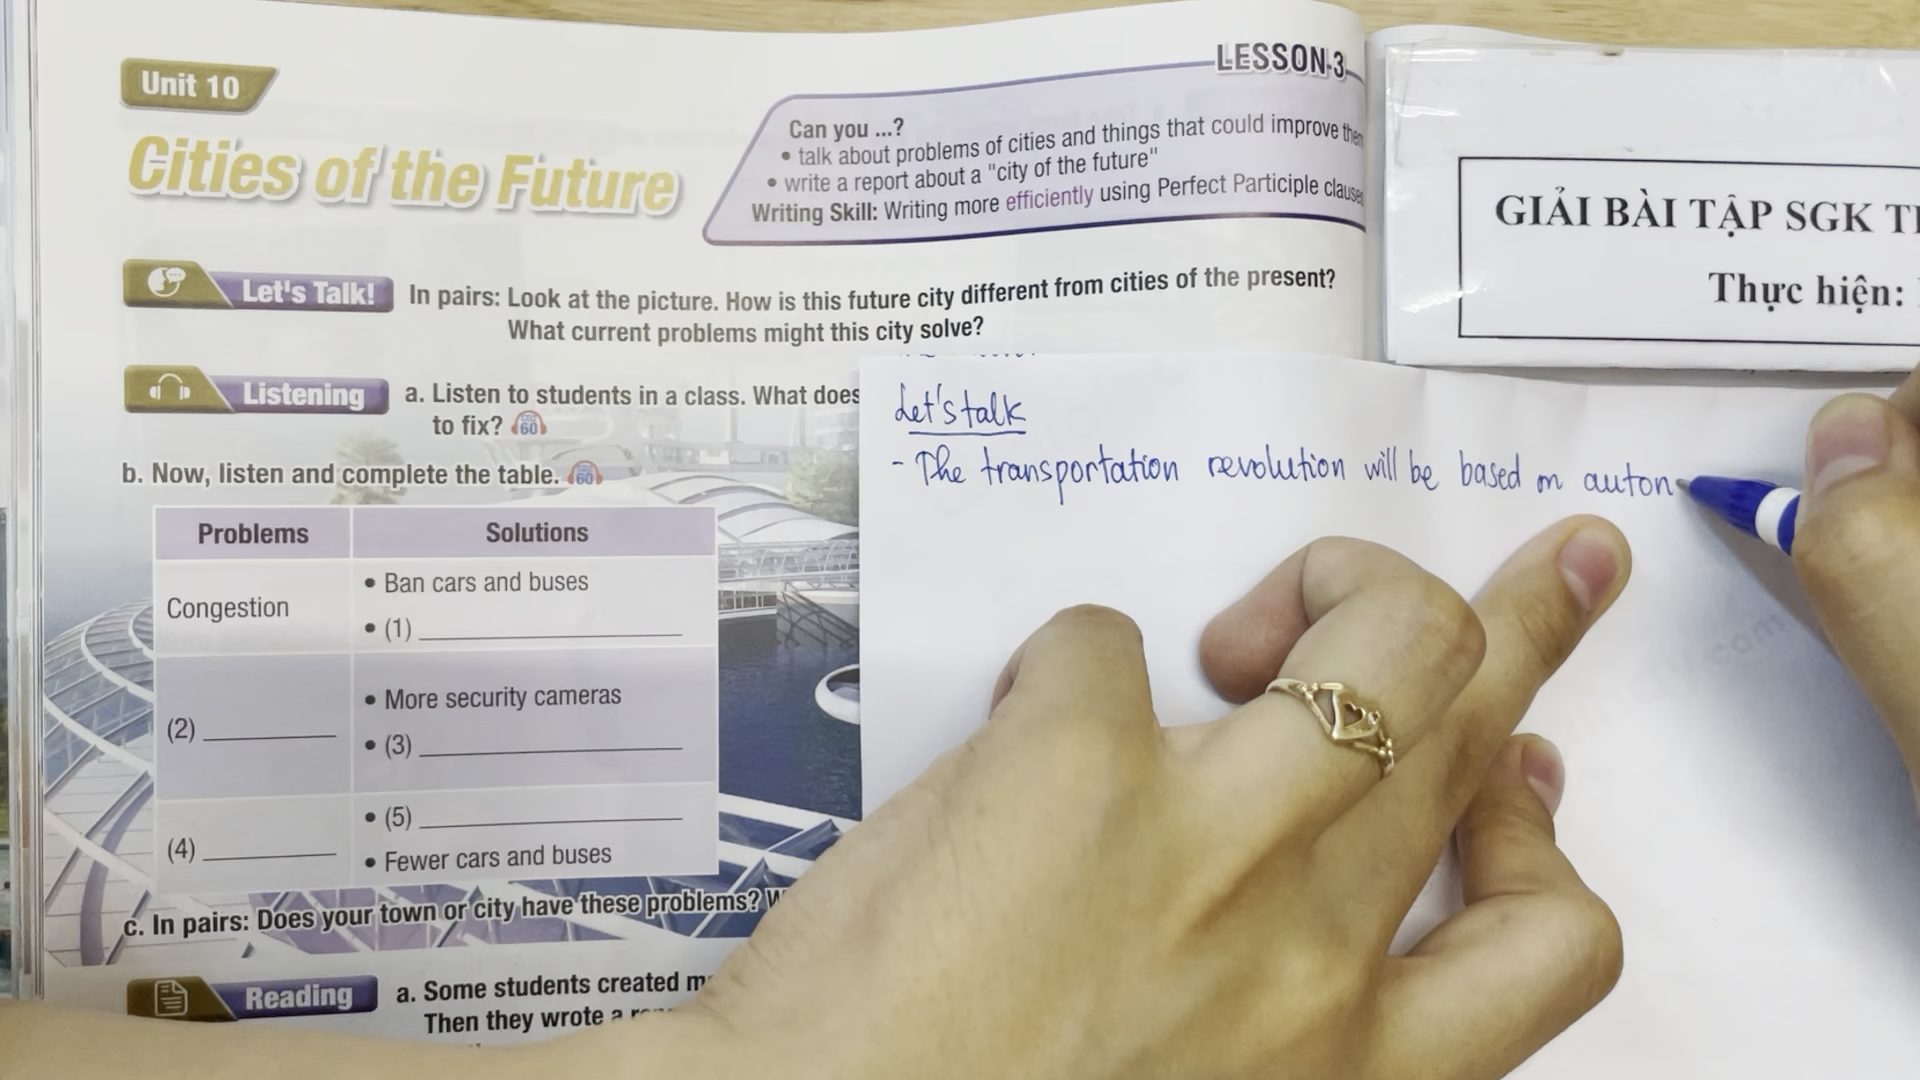 Unit 10
LESSON 3
Cities of the Future
Can you ...?
• talk about problems of cities and things that could improve them
• write a report about a "city of the future"
Writing Skill: Writing more efficiently using Perfect Participle clauses
Let's Talk!
In pairs: Look at the picture. How is this future city different from cities of the present?
What current problems might this city solve?
Listening
a. Listen to students in a class. What does
to fix? 60
b. Now, listen and complete the table. 60
Problems Solutions
Congestion
• Ban cars and buses
• (1)
(2)
• More security cameras
• (3)
(4)
• (5)
• Fewer cars and buses
c. In pairs: Does your town or city have these problems? W
Reading
a. Some students created m
Then they wrote a
GIẢI BÀI TẬP SGK TI
Thực hiện:
Let's talk
- The transportation revolution will be based on auton